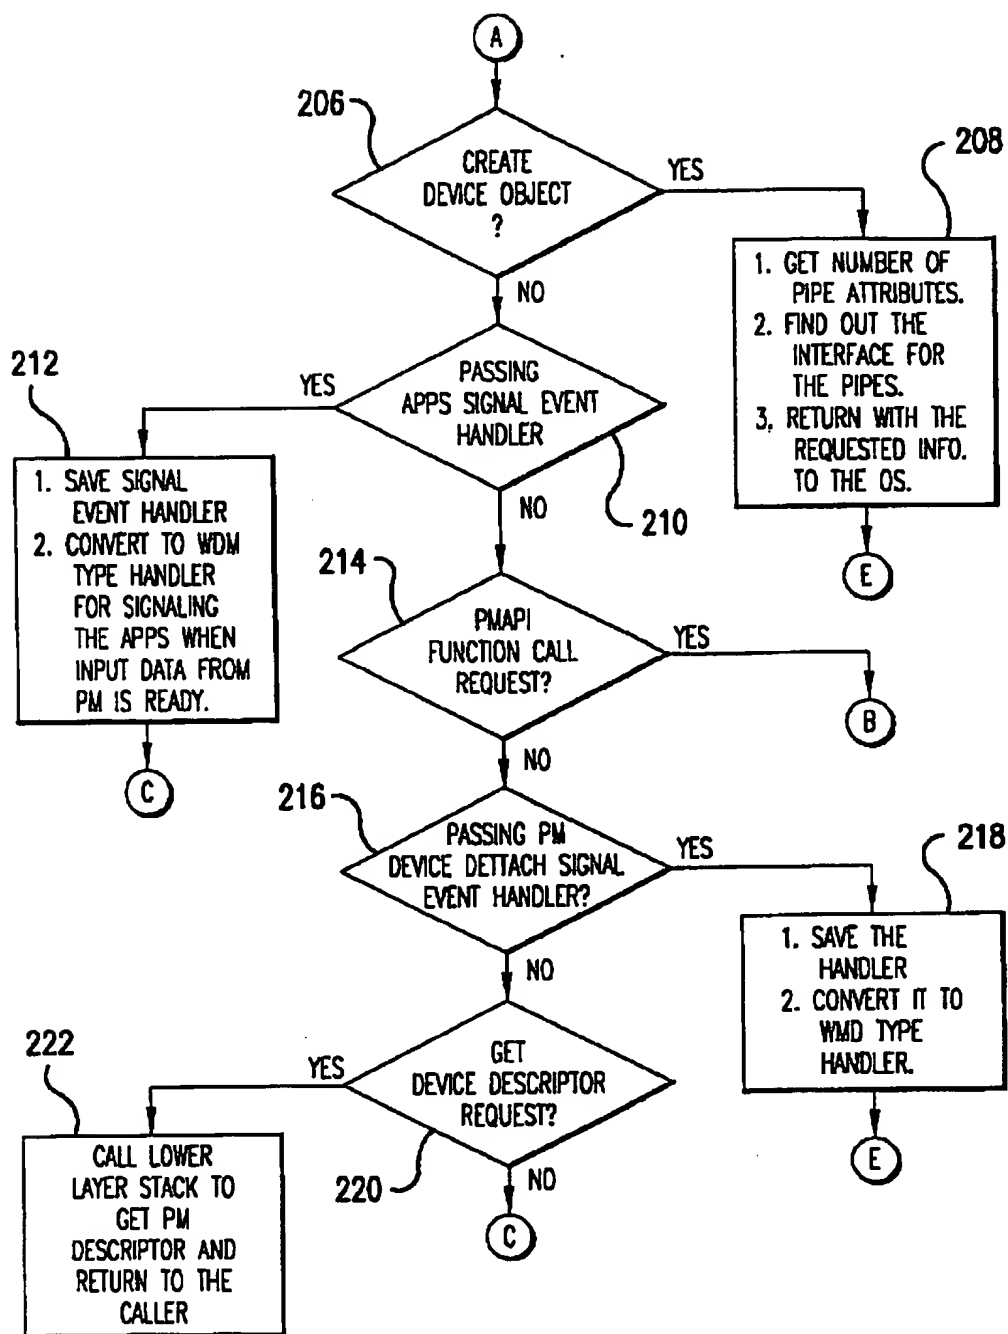 A
206
CREATE
DEVICE OBJECT
?
YES
208
1. GET NUMBER OF
PIPE ATTRIBUTES.
2. FIND OUT THE
INTERFACE FOR
THE PIPES.
3. RETURN WITH THE
REQUESTED INFO.
TO THE OS.
E
NO
PASSING
APPS SIGNAL EVENT
HANDLER
210
YES
212
1. SAVE SIGNAL
EVENT HANDLER
2. CONVERT TO WDM
TYPE HANDLER
FOR SIGNALING
THE APPS WHEN
INPUT DATA FROM
PM IS READY.
C
NO
214
PMAPI
FUNCTION CALL
REQUEST?
YES
B
NO
216
PASSING PM
DEVICE DETTACH SIGNAL
EVENT HANDLER?
YES
218
1. SAVE THE
HANDLER
2. CONVERT IT TO
WMD TYPE
HANDLER.
E
NO
GET
DEVICE DESCRIPTOR
REQUEST?
220
YES
222
CALL LOWER
LAYER STACK TO
GET PM
DESCRIPTOR AND
RETURN TO THE
CALLER
NO
C